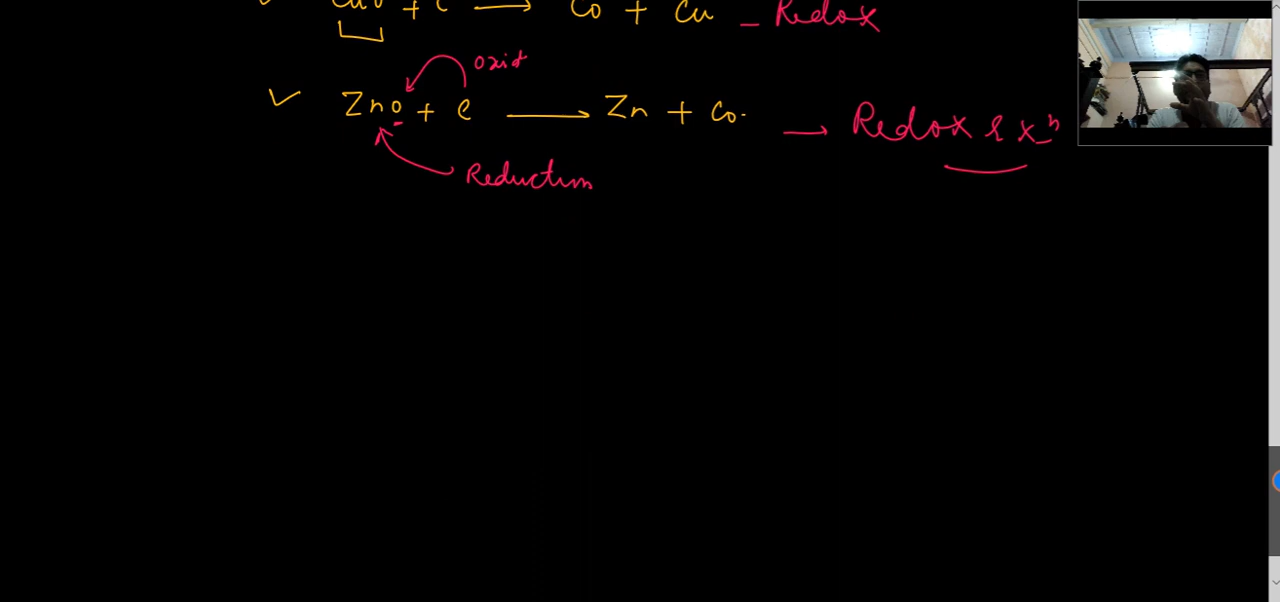 CuO + C → Co + Cu – Redox
oxid
✓ ZnO + C → Zn + Co. → Redox Rxn
Reduction